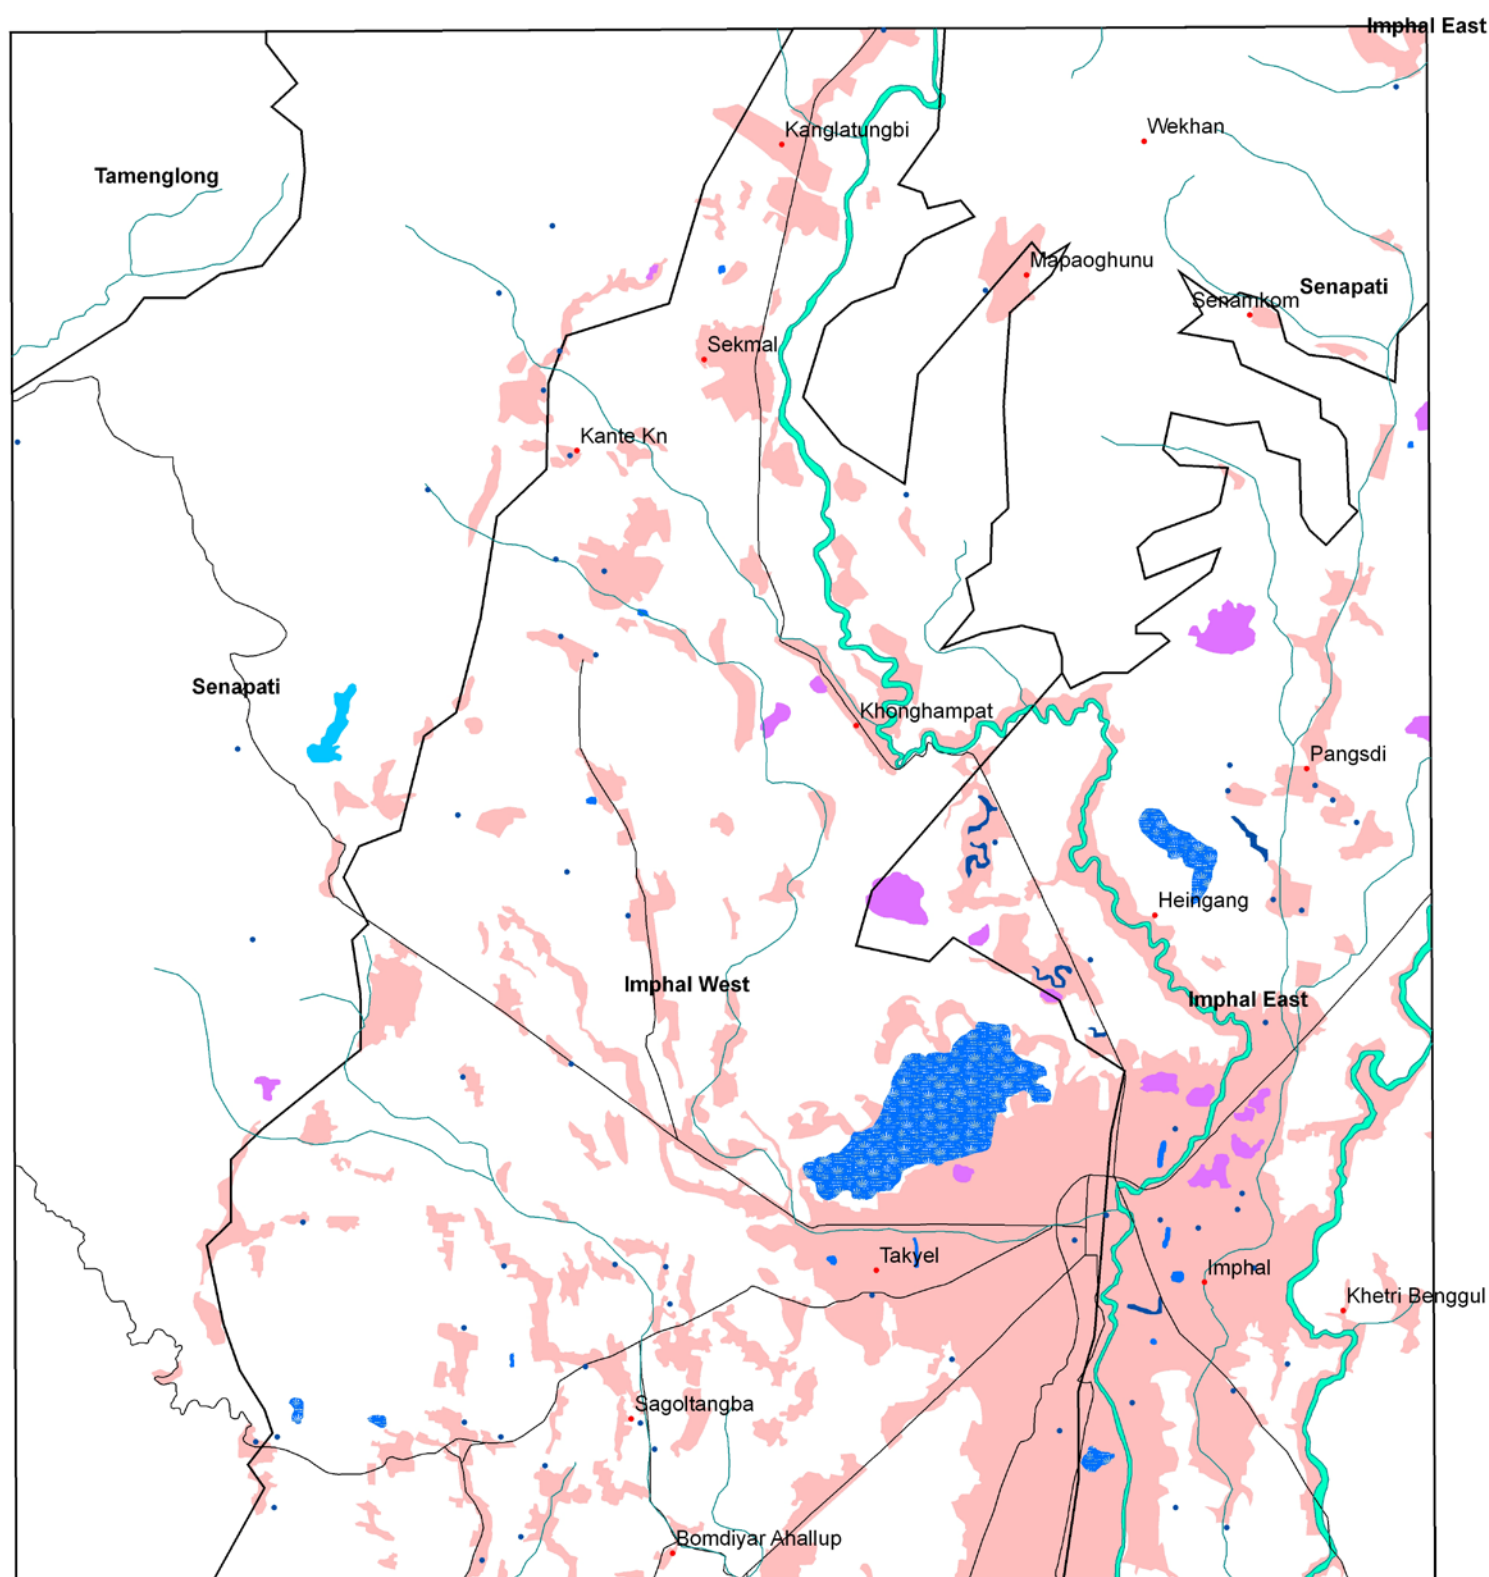 Imphal East
Kanglatungbi
Wekhan
Tamenglong
Mapaoghunu
Senapati
Senamkom
Sekmal
Kante Kn
Senapati
Khonghampat
Pangsdi
Heingang
Imphal West
Imphal East
Takyel
Imphal
Khetri Benggul
Sagoltangba
Bomdiyar Ahallup